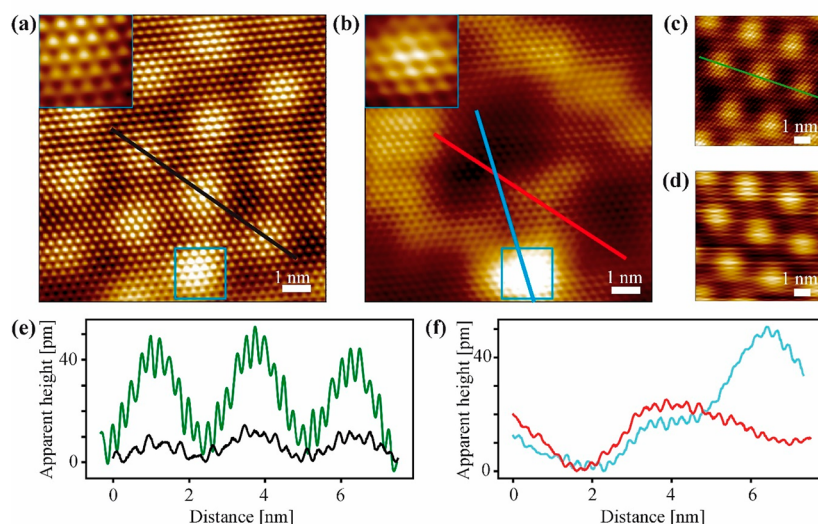 (a)
(b)
(c)
1 nm
(d)
1 nm
1 nm
1 nm
(e)
Apparent height [pm]
40
0
0 2 4 6
Distance [nm]
(f)
Apparent height [pm]
40
0
0 2 4 6
Distance [nm]